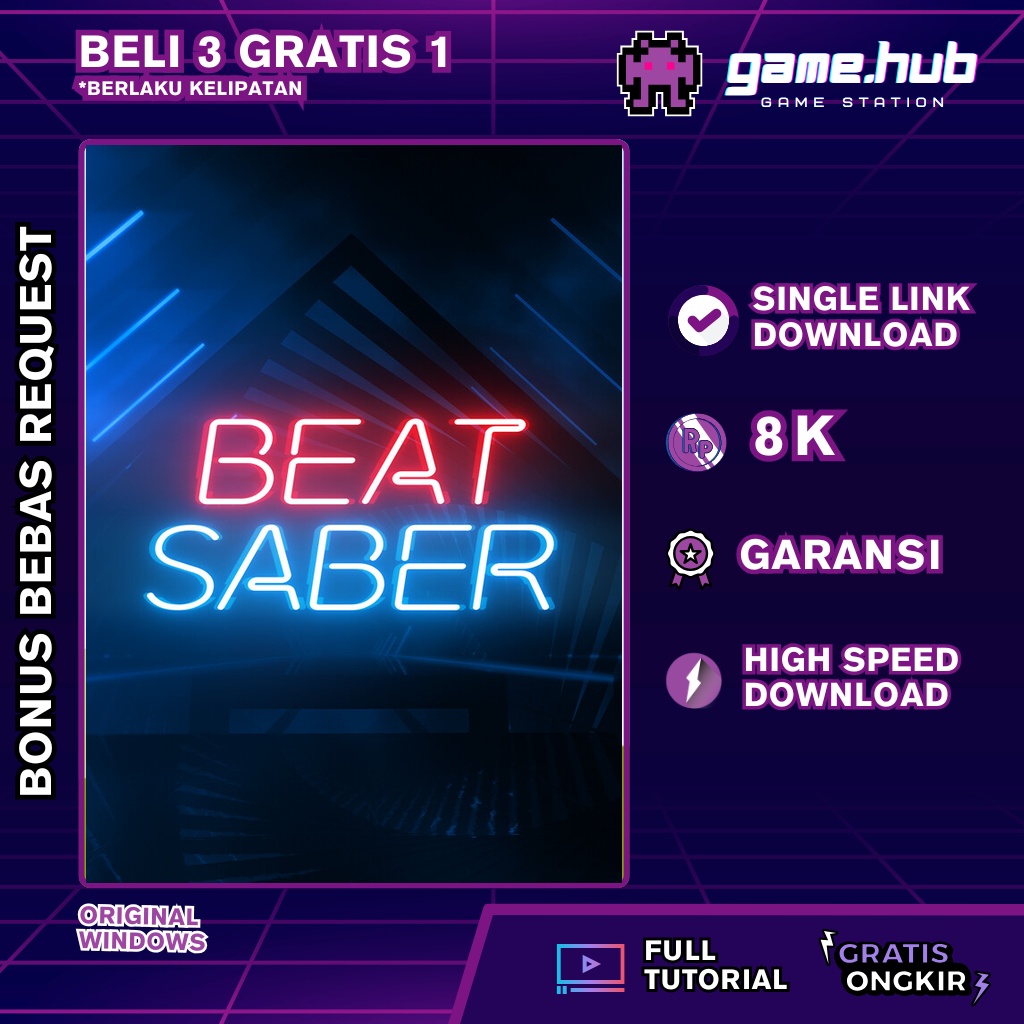 BELI 3 GRATIS 1
*BERLAKU KELIPATAN
game.hub
GAME STATION
BONUS BEBAS REQUEST
BEAT
SABER
SINGLE LINK
DOWNLOAD
Rp
8K
GARANSI
HIGH SPEED
DOWNLOAD
ORIGINAL
WINDOWS
FULL
TUTORIAL
GRATIS
ONGKIR